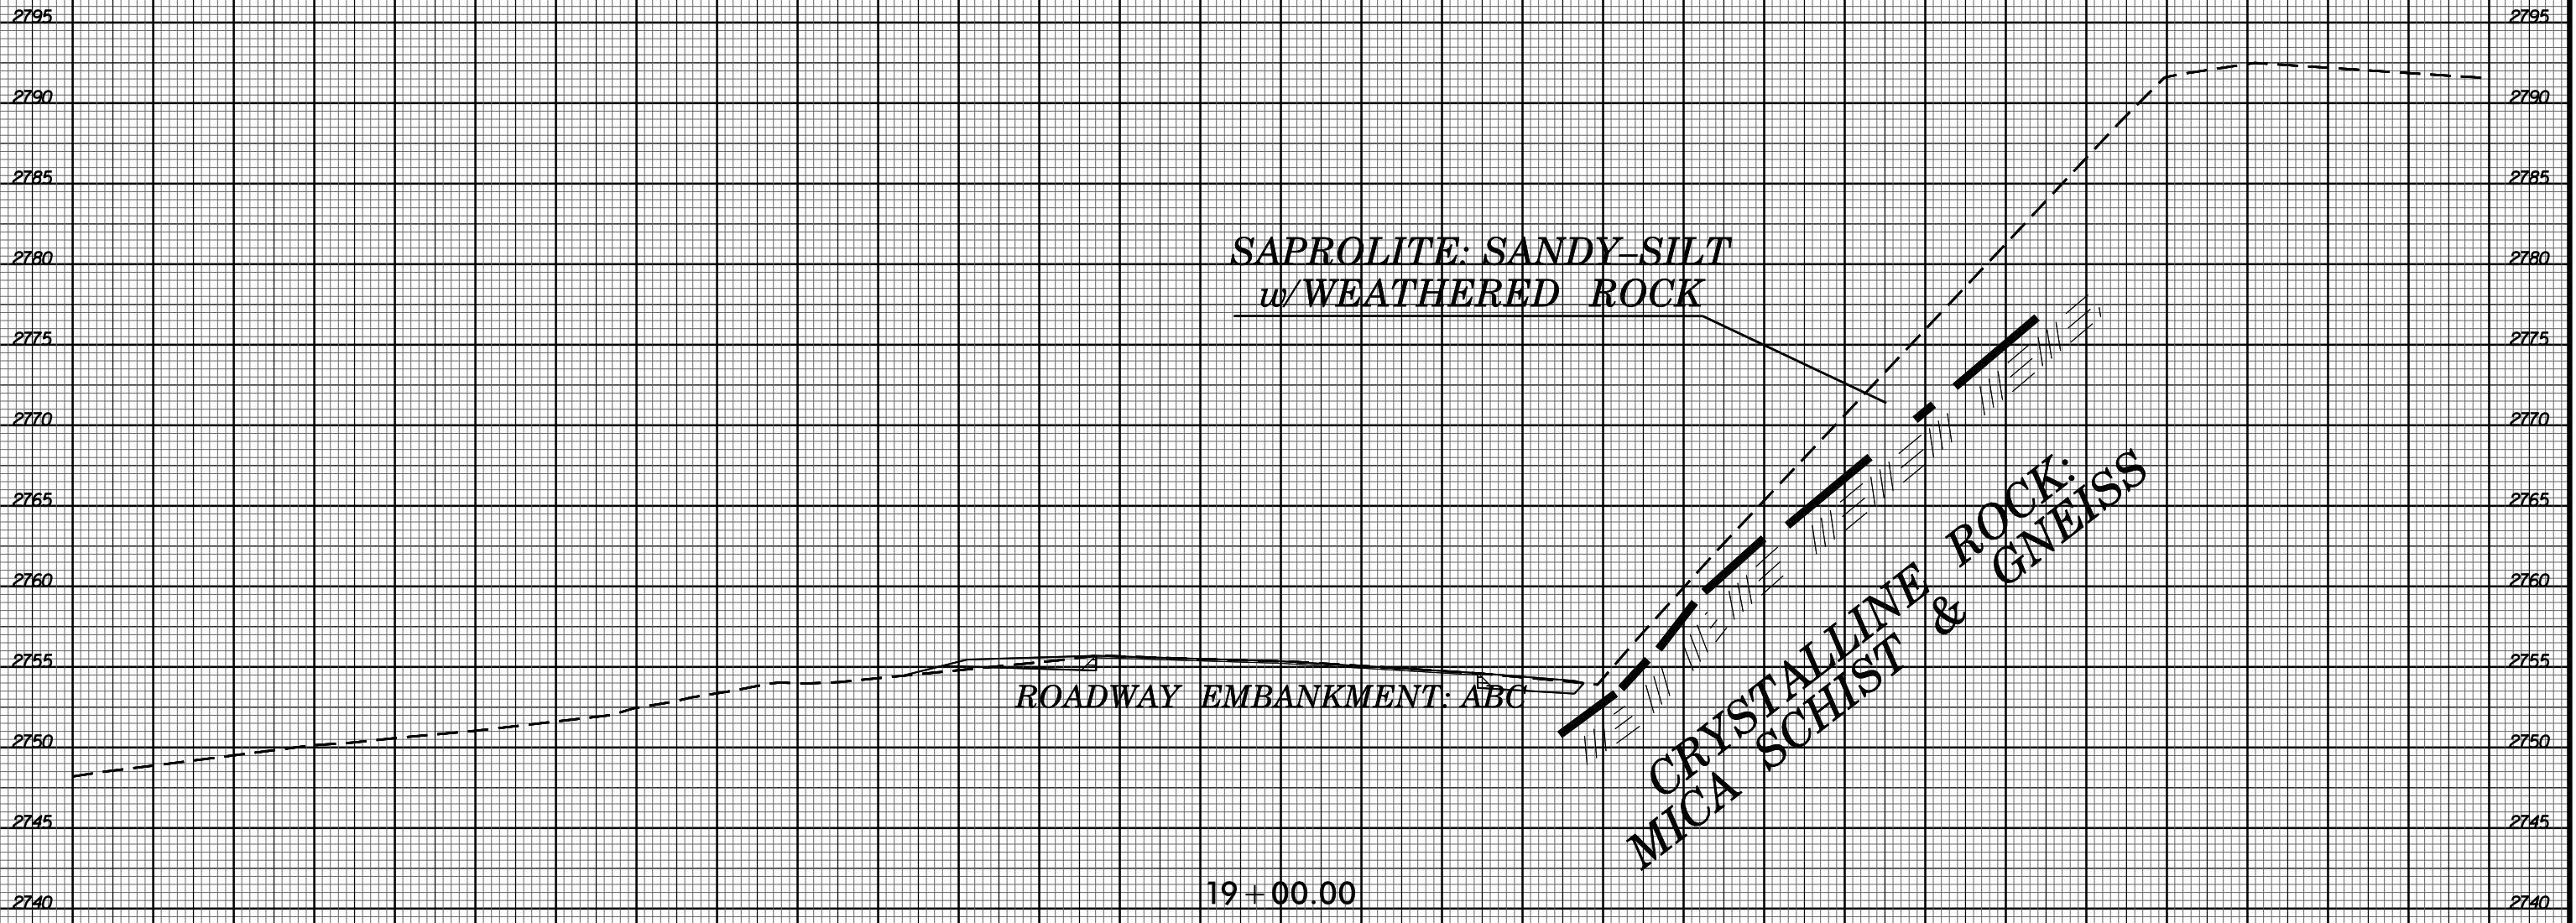 2795 2795
2790 2790
2785 2785
SAPROLITE: SANDY-SILT
2780 2780
w/WEATHERED ROCK
2775 2775
2770 2770
2765 2765
2760 2760
2755 2755
ROADWAY EMBANKMENT: ABC
CRYSTALLINE ROCK:
MICA SCHIST & GNEISS
2750 2750
2745 2745
19+00.00
2740 2740